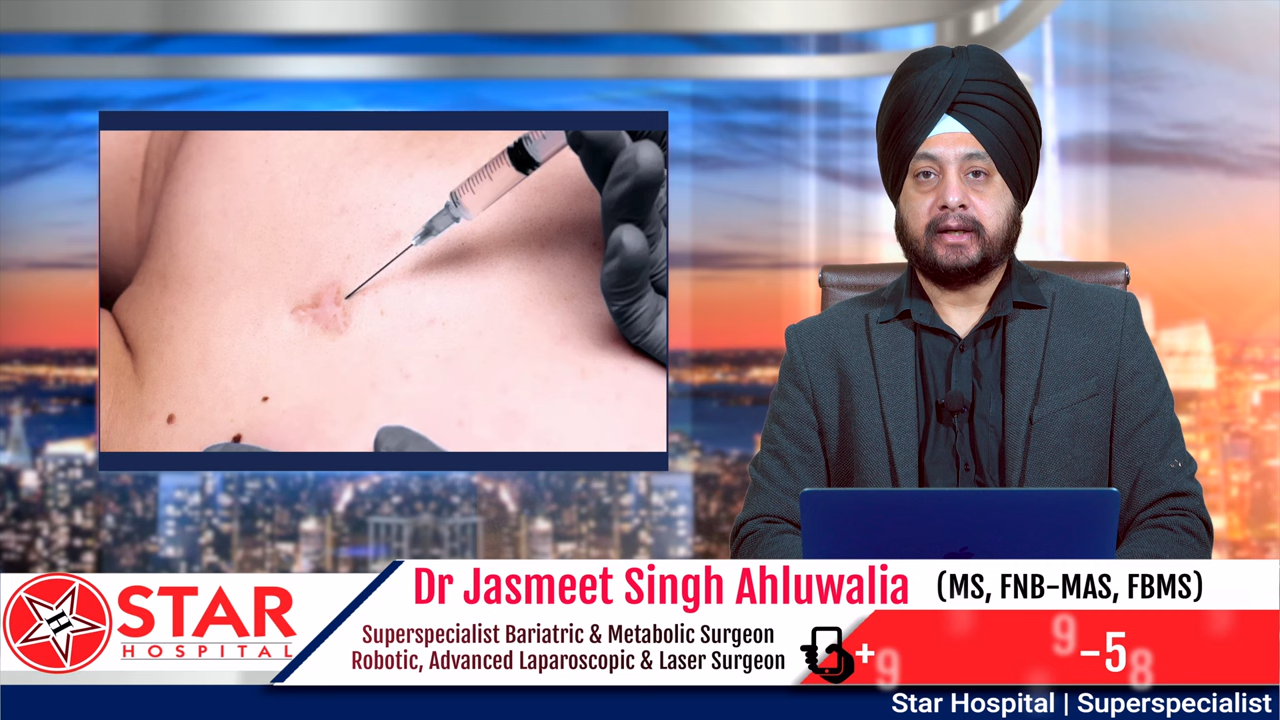 STAR
HOSPITAL
Dr Jasmeet Singh Ahluwalia (MS, FNB-MAS, FBMS)
Superspecialist Bariatric & Metabolic Surgeon
Robotic, Advanced Laparoscopic & Laser Surgeon
Star Hospital | Superspecialist